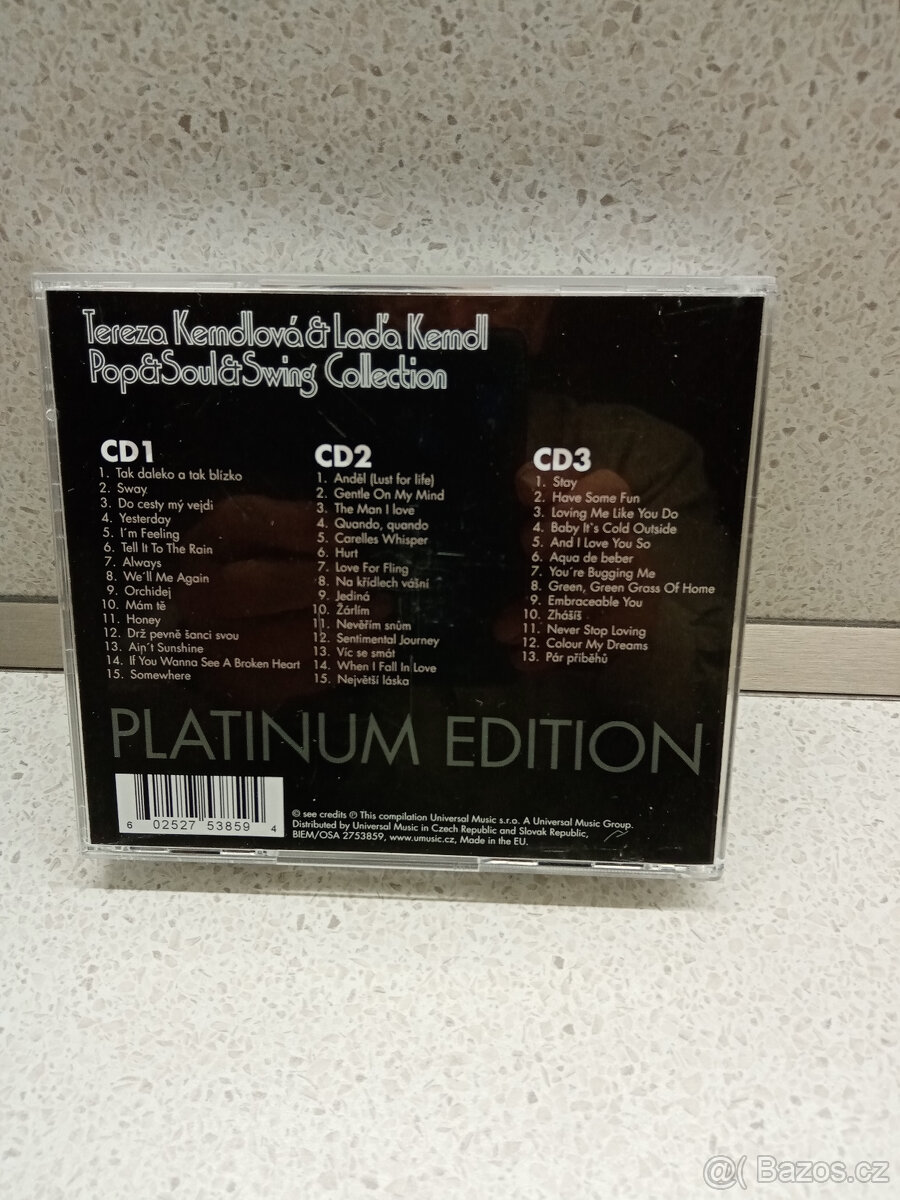 Tereza Kerndlová & Laďa Kerndl
Pop&Soul&Swing Collection
CD1
1. Tak daleko a tak blízko
2. Sway
3. Do cesty mý vejdi
4. Yesterday
5. I´m Feeling
6. Tell It To The Rain
7. Always
8. We´ll Me Again
9. Orchidej
10. Mám tě
11. Honey
12. Drž pevně šanci svou
13. Ain´t Sunshine
14. If You Wanna See A Broken Heart
15. Somewhere
CD2
1. Anděl (Lust for life)
2. Gentle On My Mind
3. The Man I love
4. Quando, quando
5. Carelles Whisper
6. Hurt
7. Love For Fling
8. Na křídlech vášní
9. Jediná
10. Žárlím
11. Nevěřím snům
12. Sentimental Journey
13. Víc se smát
14. When I Fall In Love
15. Největší láska
CD3
1. Stay
2. Have Some Fun
3. Loving Me Like You Do
4. Baby It`s Cold Outside
5. And I Love You So
6. Aqua de beber
7. You´re Bugging Me
8. Green, Green Grass Of Home
9. Embraceable You
10. Zhášíš
11. Never Stop Loving
12. Colour My Dreams
13. Pár příběhů
PLATINUM EDITION
6 02527 53859 4
© see credits ℗ This compilation Universal Music s.r.o. A Universal Music Group.
Distributed by Universal Music in Czech Republic and Slovak Republic,
BIEM/OSA 2753859, www.umusic.cz, Made in the EU.
@( Bazos.cz